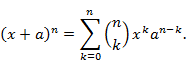 (x + a)^n = \sum_{k=0}^{n} \binom{n}{k} x^k a^{n-k}.